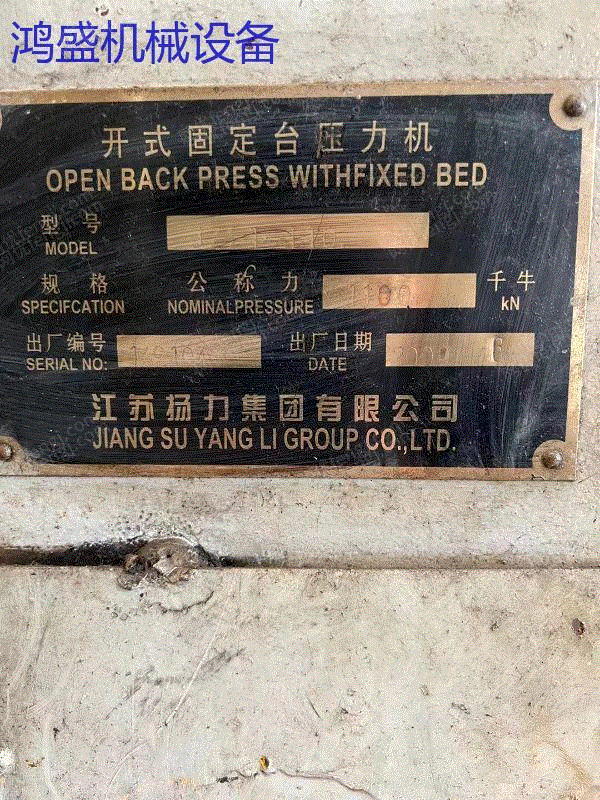 鸿盛机械设备
开式固定台压力机
OPEN BACK PRESS WITHFIXED BED
型号
MODEL
规格 公称力 1100 千牛
SPECIFCATION NOMINALPRESSURE kN
出厂编号 出厂日期
SERIAL NO: DATE
江苏扬力集团有限公司
JIANG SU YANG LI GROUP CO.,LTD.